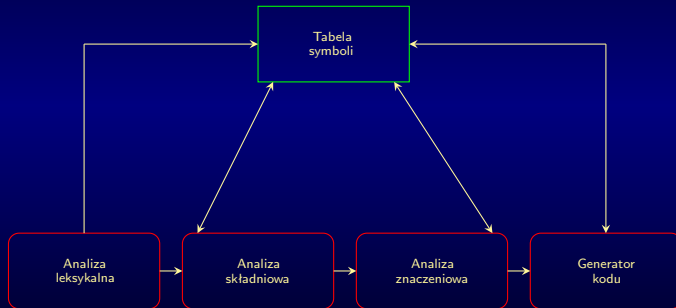 Tabela
symboli
Analiza
leksykalna
Analiza
składniowa
Analiza
znaczeniowa
Generator
kodu